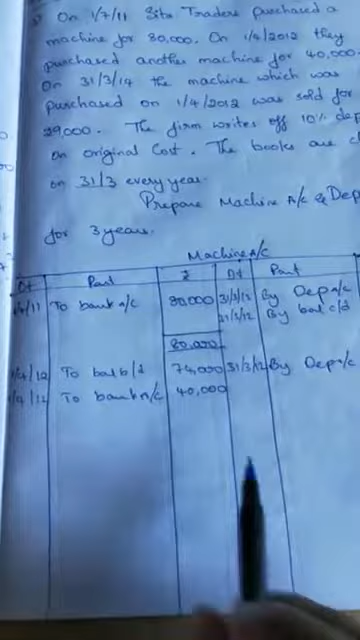 On 1/7/11 Sita Traders purchased a
machine for 80,000. On 1/4/2012 they
purchased another machine for 40,000.
On 31/3/14 the machine which was
purchased on 1/4/2012 was sold for
29,000. The firm writes off 10% dep
on original Cost. The books are
on 31/3 every year.
Prepare Machine A/c & Dep
for 3 years.
Machine A/c
Dt Part ₹ Dt Part
/11 To bank a/c 80,000 31/3/12 By Dep a/c
31/3/12 By bal c/d
80,000
1/4/12 To bal b/d 74,000 31/3/12 By Dep a/c
1/4/12 To bank A/c 40,000